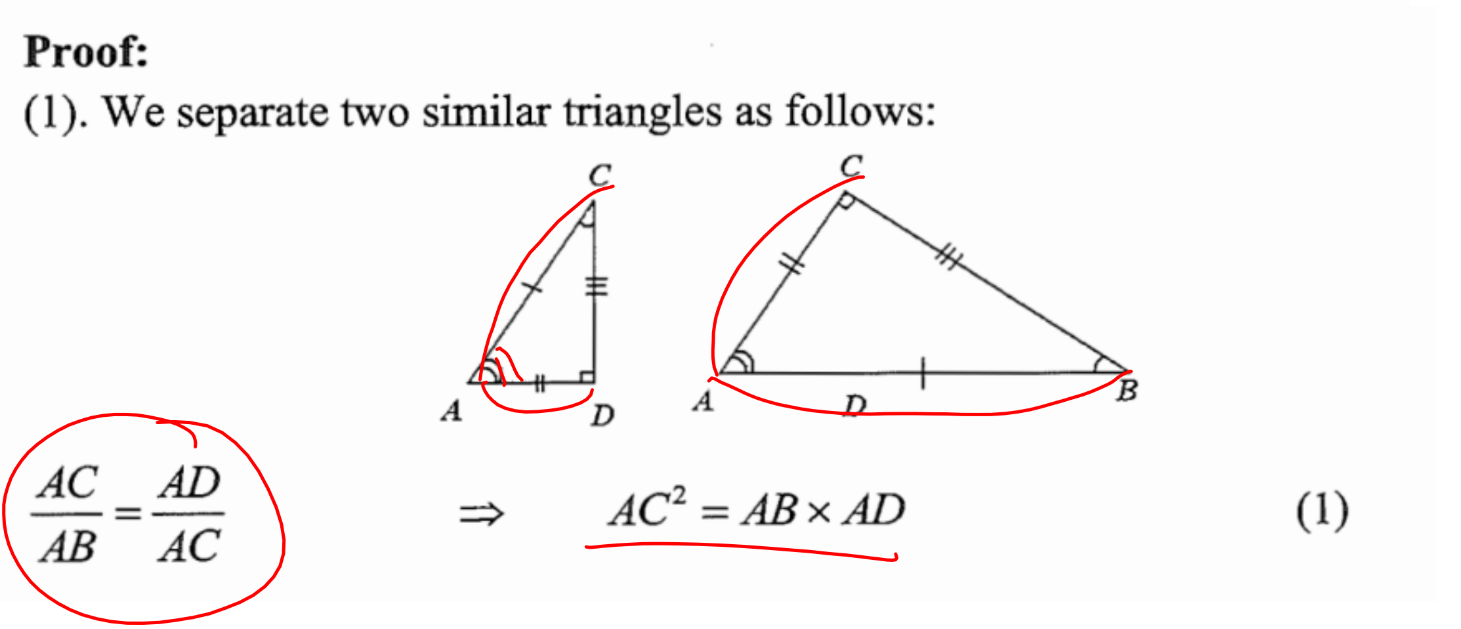 Proof:
(1). We separate two similar triangles as follows:
C
C
A
D
A
D
B
AC/AB = AD/AC ⇒ AC² = AB × AD (1)